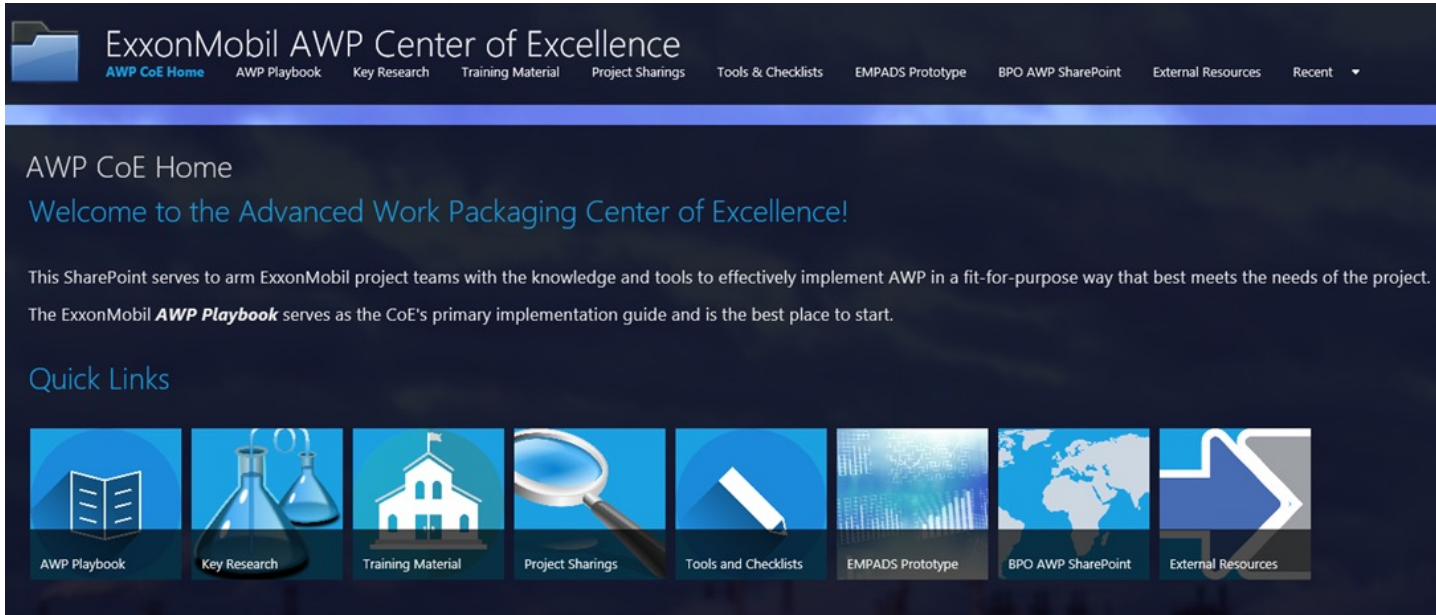 ExxonMobil AWP Center of Excellence
AWP CoE Home AWP Playbook Key Research Training Material Project Sharings Tools & Checklists EMPADS Prototype BPO AWP SharePoint External Resources Recent
AWP CoE Home
Welcome to the Advanced Work Packaging Center of Excellence!
This SharePoint serves to arm ExxonMobil project teams with the knowledge and tools to effectively implement AWP in a fit-for-purpose way that best meets the needs of the project.
The ExxonMobil AWP Playbook serves as the CoE's primary implementation guide and is the best place to start.
Quick Links
AWP Playbook Key Research Training Material Project Sharings Tools and Checklists EMPADS Prototype BPO AWP SharePoint External Resources